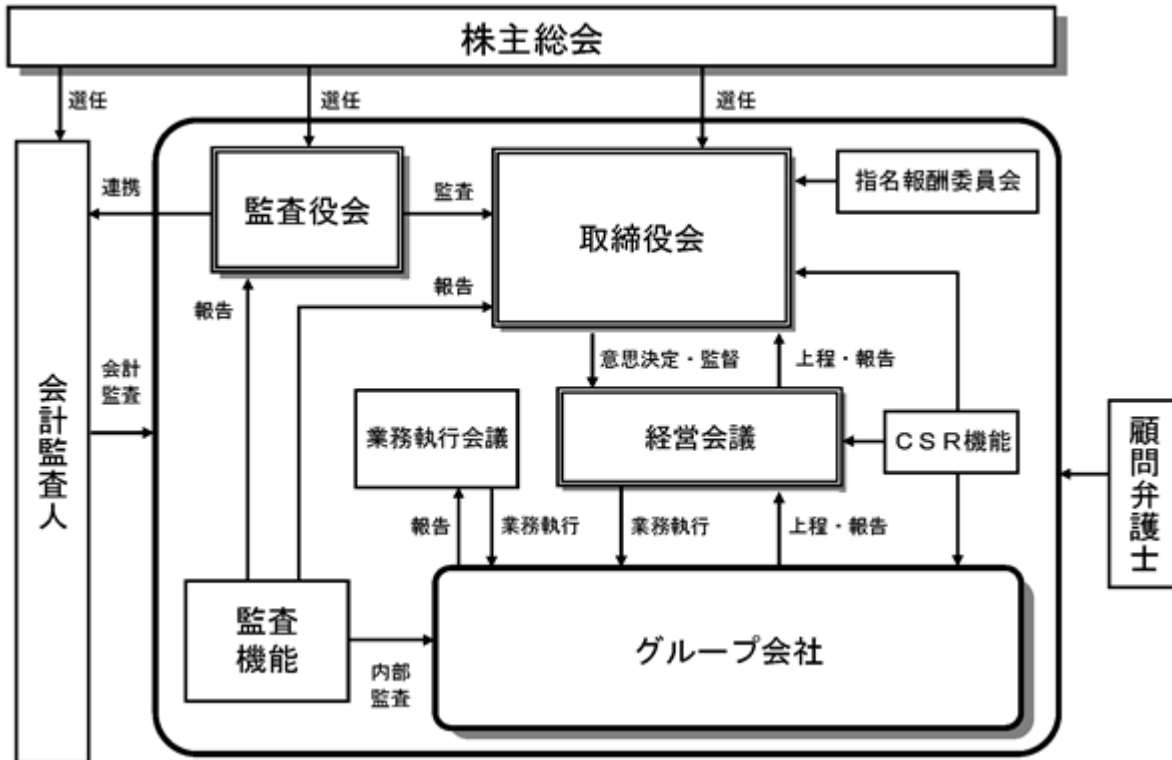 株主総会
選任
選任
選任
連携
監査役会
監査
取締役会
指名報酬委員会
報告
報告
会計監査人
会計
監査
意思決定・監督
上程・報告
業務執行会議
経営会議
CSR機能
顧問弁護士
報告
業務執行
業務執行
上程・報告
監査
機能
内部
監査
グループ会社